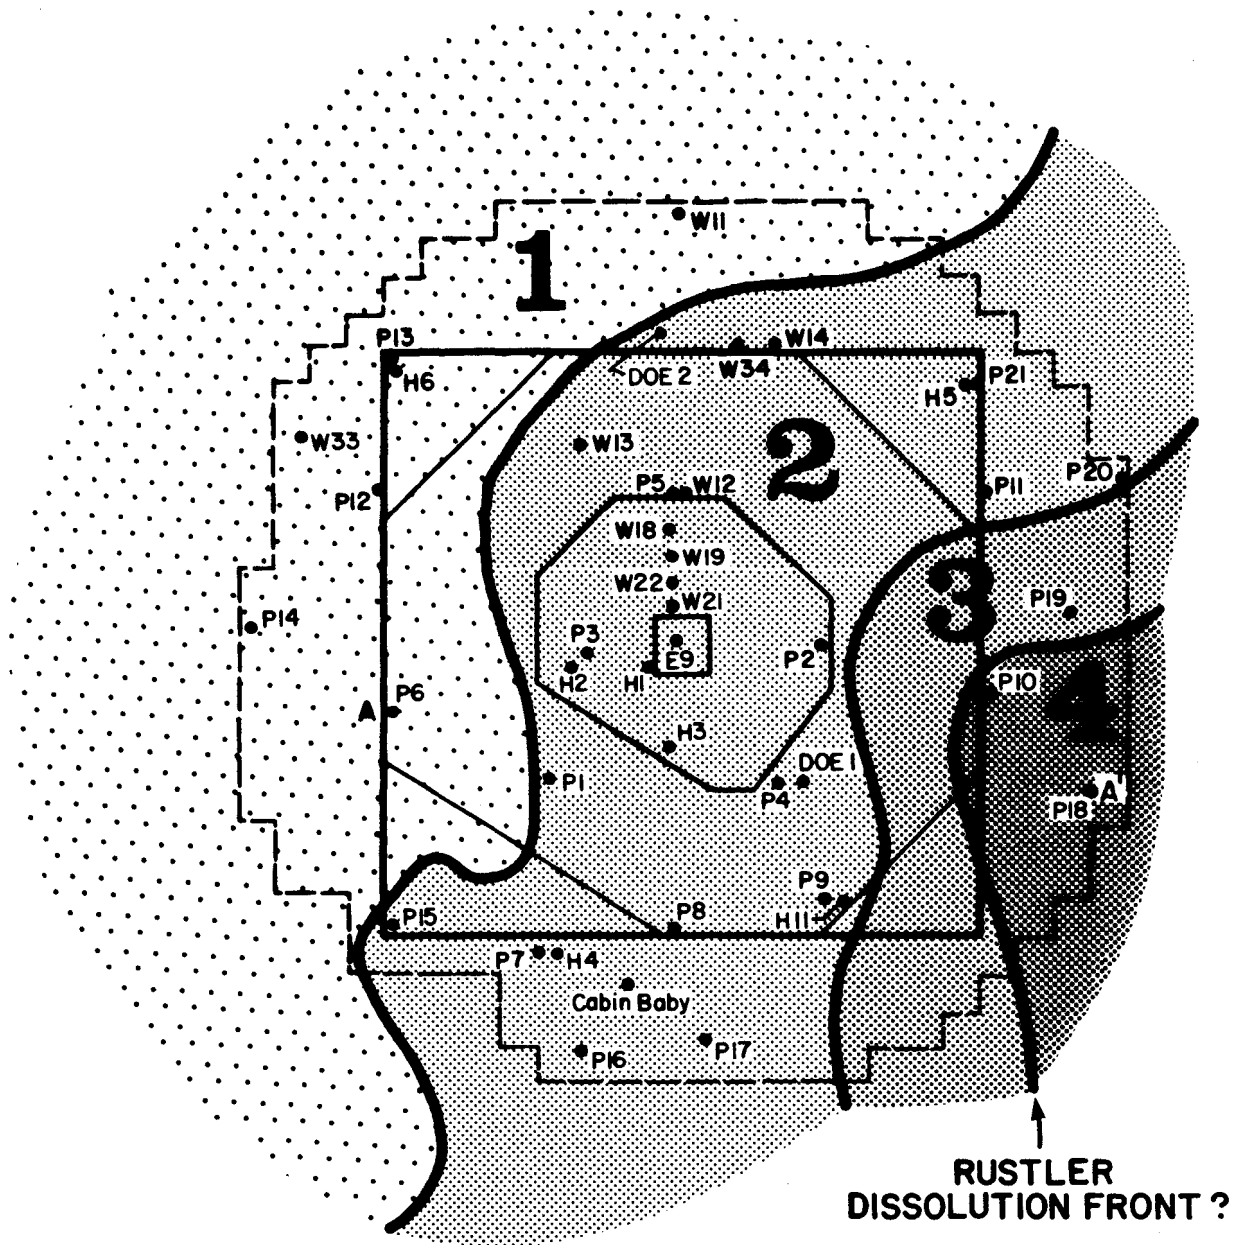 W11
1
P13
W14
W34
H6
DOE 2
P21
H5
W33
W13
2
P20
P12
P5
W12
P11
W18
W19
3
W22
P19
W21
P14
P3
E9
P2
H2
H1
P10
4
P6
A
H3
DOE 1
P1
P4
A
P18
P9
P15
P8
H11
P7
H4
Cabin Baby
P16
P17
RUSTLER
DISSOLUTION FRONT ?